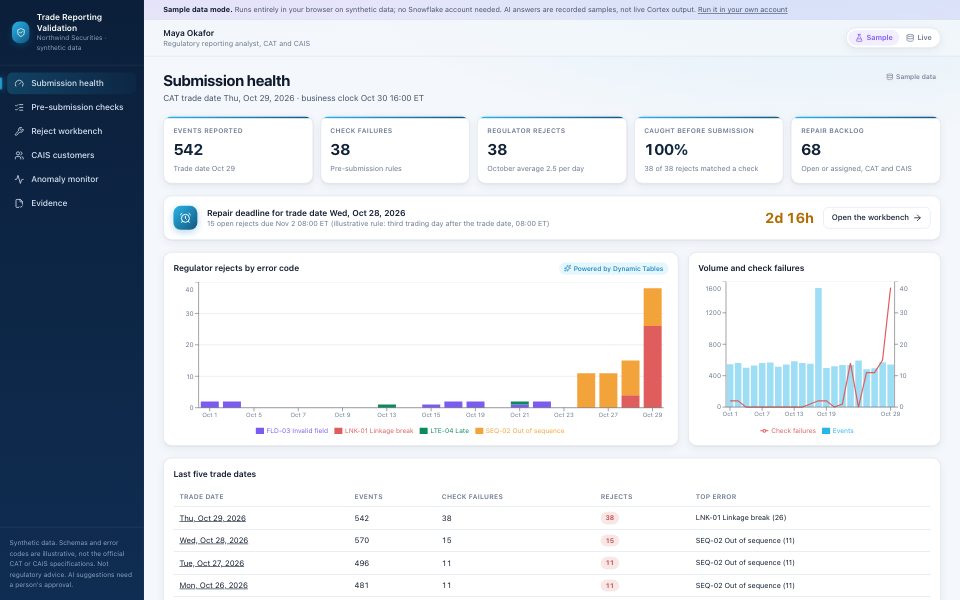 Trade Reporting
Validation
Northwind Securities ·
synthetic data
Submission health
Pre-submission checks
Reject workbench
CAIS customers
Anomaly monitor
Evidence
Synthetic data. Schemas and error
codes are illustrative, not the official
CAT or CAIS specifications. Not
regulatory advice. AI suggestions need
a person's approval.
Sample data mode. Runs entirely in your browser on synthetic data; no Snowflake account needed. AI answers are recorded samples, not live Cortex output. Run it in your own account
Maya Okafor
Regulatory reporting analyst, CAT and CAIS
Sample Live
Submission health
Sample data
CAT trade date Thu, Oct 29, 2026 · business clock Oct 30 16:00 ET
EVENTS REPORTED
542
Trade date Oct 29
CHECK FAILURES
38
Pre-submission rules
REGULATOR REJECTS
38
October average 2.5 per day
CAUGHT BEFORE SUBMISSION
100%
38 of 38 rejects matched a check
REPAIR BACKLOG
68
Open or assigned, CAT and CAIS
Repair deadline for trade date Wed, Oct 28, 2026
15 open rejects due Nov 2 08:00 ET (illustrative rule: third trading day after the trade date, 08:00 ET)
2d 16h
Open the workbench →
Regulator rejects by error code
Powered by Dynamic Tables
40
30
20
10
0
Oct 1 Oct 5 Oct 7 Oct 9 Oct 13 Oct 15 Oct 19 Oct 21 Oct 23 Oct 27 Oct 29
FLD-03 Invalid field LNK-01 Linkage break LTE-04 Late SEQ-02 Out of sequence
Volume and check failures
1600 40
1200 30
800 20
400 10
0 0
Oct 1 Oct 7 Oct 13 Oct 19 Oct 29
Check failures Events
Last five trade dates
TRADE DATE EVENTS CHECK FAILURES REJECTS TOP ERROR
Thu, Oct 29, 2026 542 38 38 LNK-01 Linkage break (26)
Wed, Oct 28, 2026 570 15 15 SEQ-02 Out of sequence (11)
Tue, Oct 27, 2026 496 11 11 SEQ-02 Out of sequence (11)
Mon, Oct 26, 2026 481 11 11 SEQ-02 Out of sequence (11)